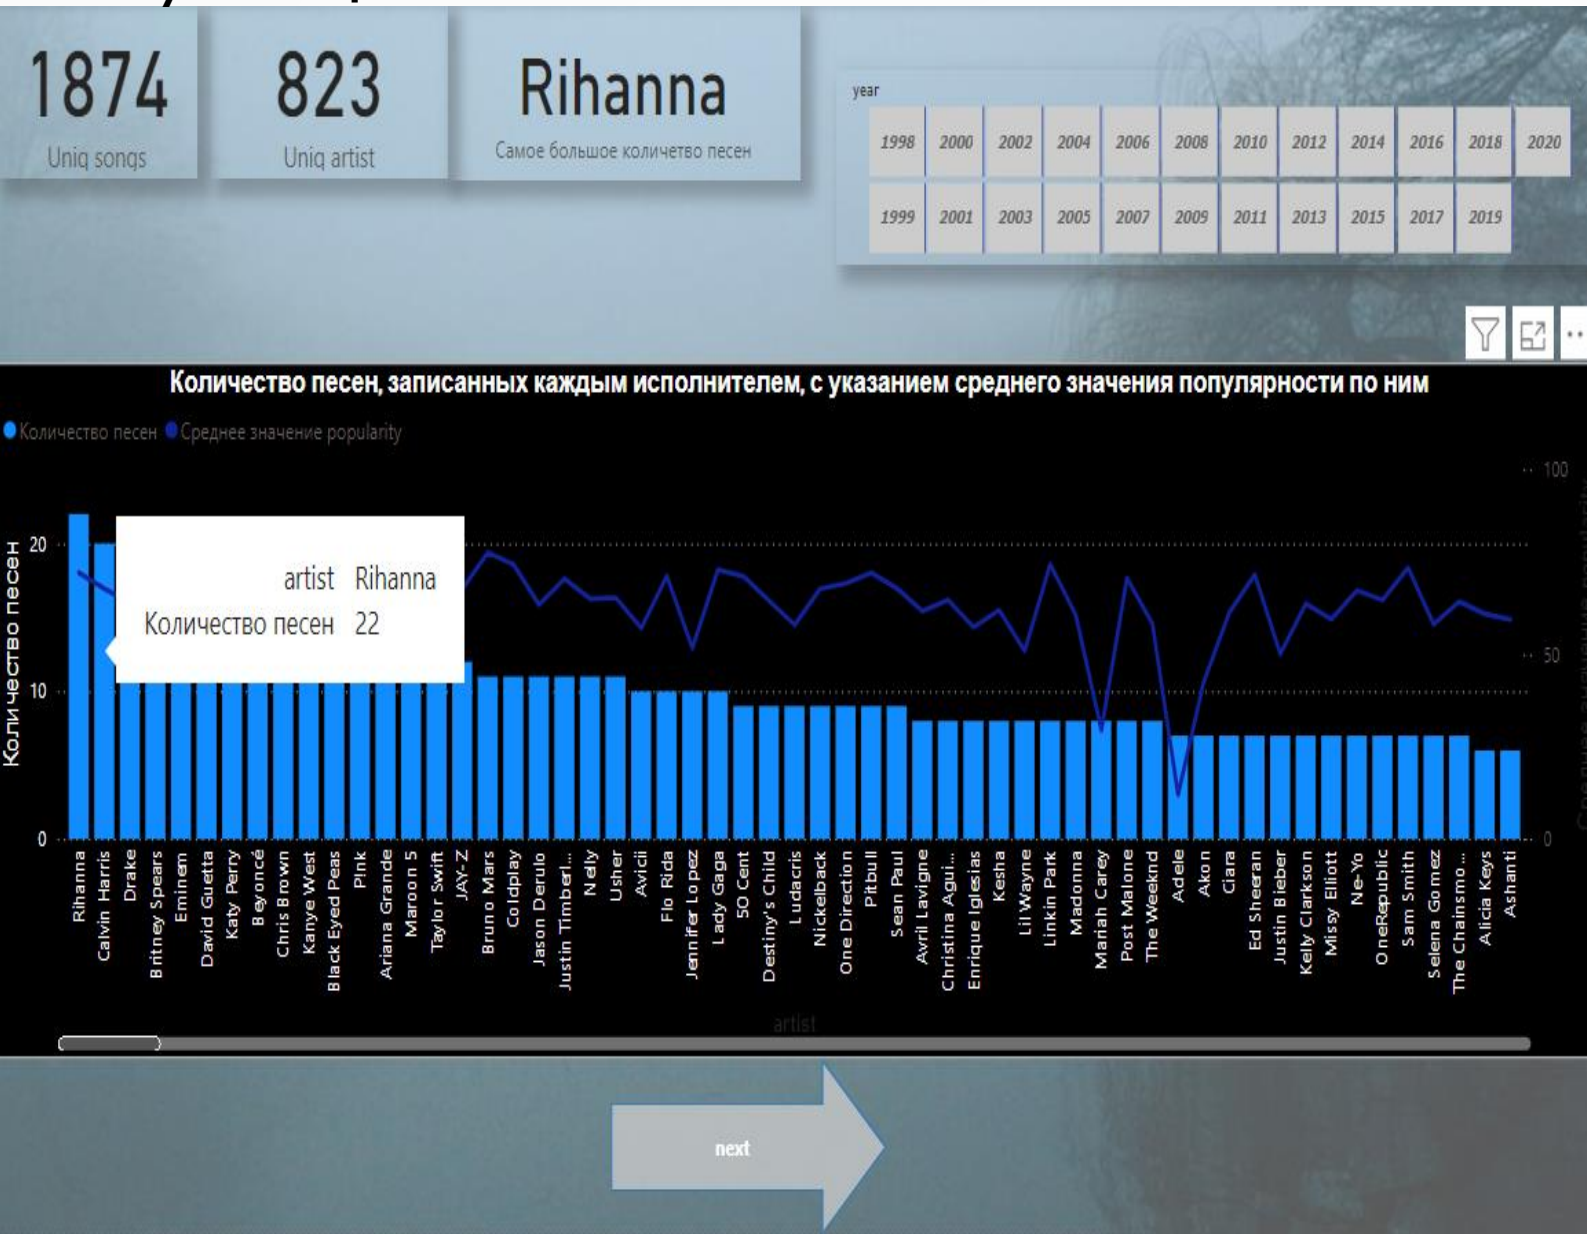 1874
Uniq songs
823
Uniq artist
Rihanna
Самое большое количетво песен
year
1998 2000 2002 2004 2006 2008 2010 2012 2014 2016 2018 2020
1999 2001 2003 2005 2007 2009 2011 2013 2015 2017 2019
Количество песен, записанных каждым исполнителем, с указанием среднего значения популярности по ним
Количество песен Среднее значение popularity
Количество песен
20
10
0
100
50
0
artist Rihanna
Количество песен 22
Rihanna
Calvin Harris
Drake
Britney Spears
Eminem
David Guetta
Katy Perry
Beyoncé
Chris Brown
Kanye West
Black Eyed Peas
P!nk
Ariana Grande
Maroon 5
Taylor Swift
JAY-Z
Bruno Mars
Coldplay
Jason Derulo
Justin Timberl...
Nelly
Usher
Avicii
Flo Rida
Jennifer Lopez
Lady Gaga
50 Cent
Destiny's Child
Ludacris
Nickelback
One Direction
Pitbull
Sean Paul
Avril Lavigne
Christina Agui...
Enrique Iglesias
Kesha
Lil Wayne
Linkin Park
Madonna
Mariah Carey
Post Malone
The Weeknd
Adele
Akon
Ciara
Ed Sheeran
Justin Bieber
Kelly Clarkson
Missy Elliott
Ne-Yo
OneRepublic
Sam Smith
Selena Gomez
The Chainsmo...
Alicia Keys
Ashanti
artist
next